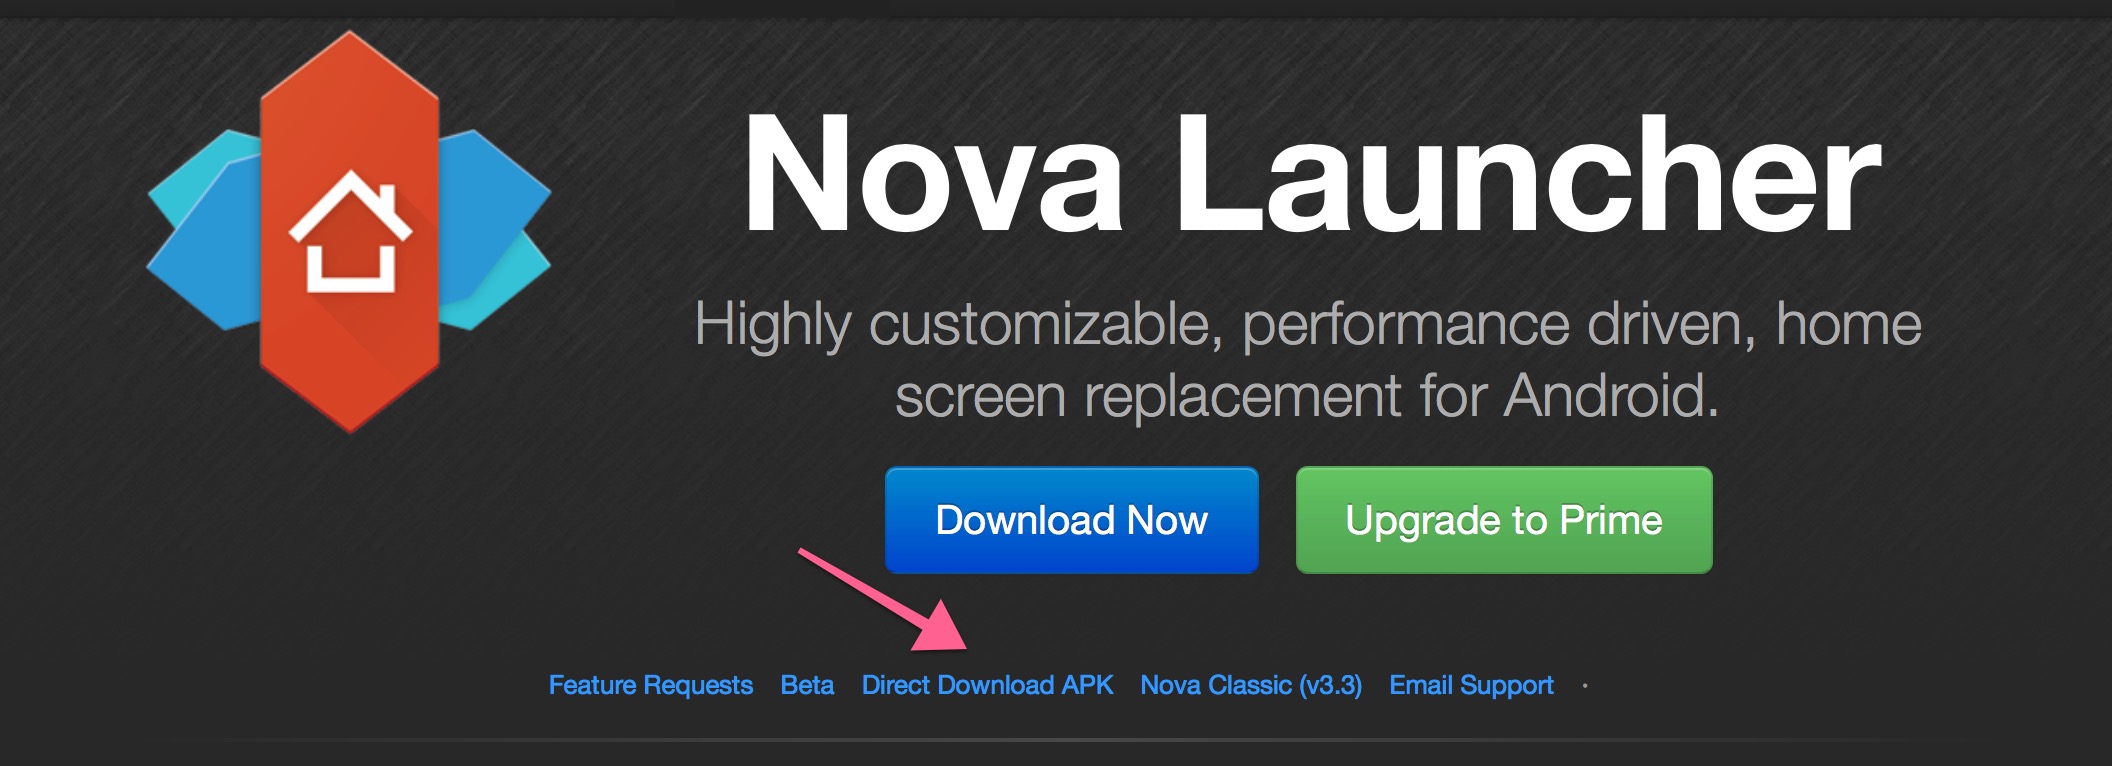 Nova Launcher
Highly customizable, performance driven, home
screen replacement for Android.
Download Now Upgrade to Prime
Feature Requests Beta Direct Download APK Nova Classic (v3.3) Email Support ·